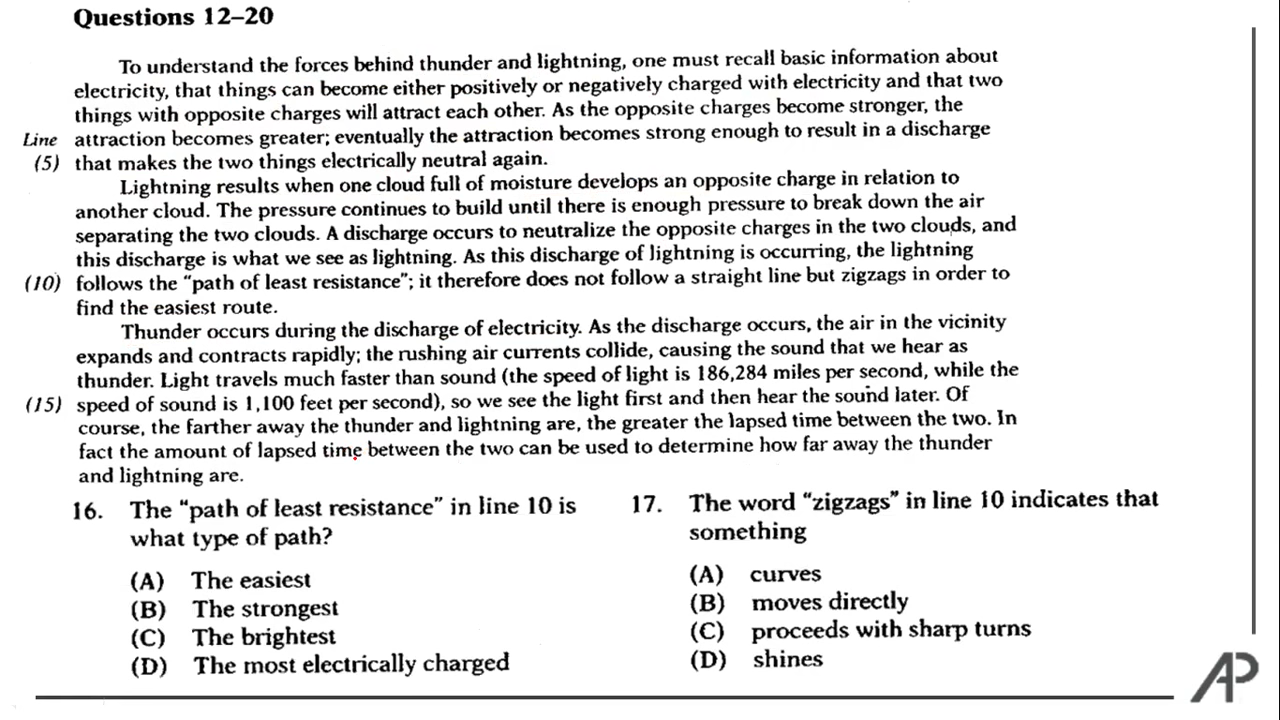 Questions 12–20
To understand the forces behind thunder and lightning, one must recall basic information about
electricity, that things can become either positively or negatively charged with electricity and that two
things with opposite charges will attract each other. As the opposite charges become stronger, the
Line attraction becomes greater; eventually the attraction becomes strong enough to result in a discharge
(5) that makes the two things electrically neutral again.
Lightning results when one cloud full of moisture develops an opposite charge in relation to
another cloud. The pressure continues to build until there is enough pressure to break down the air
separating the two clouds. A discharge occurs to neutralize the opposite charges in the two clouds, and
this discharge is what we see as lightning. As this discharge of lightning is occurring, the lightning
(10) follows the "path of least resistance"; it therefore does not follow a straight line but zigzags in order to
find the easiest route.
Thunder occurs during the discharge of electricity. As the discharge occurs, the air in the vicinity
expands and contracts rapidly; the rushing air currents collide, causing the sound that we hear as
thunder. Light travels much faster than sound (the speed of light is 186,284 miles per second, while the
(15) speed of sound is 1,100 feet per second), so we see the light first and then hear the sound later. Of
course, the farther away the thunder and lightning are, the greater the lapsed time between the two. In
fact the amount of lapsed time between the two can be used to determine how far away the thunder
and lightning are.
16. The "path of least resistance" in line 10 is
what type of path?
(A) The easiest
(B) The strongest
(C) The brightest
(D) The most electrically charged
17. The word "zigzags" in line 10 indicates that
something
(A) curves
(B) moves directly
(C) proceeds with sharp turns
(D) shines
AP